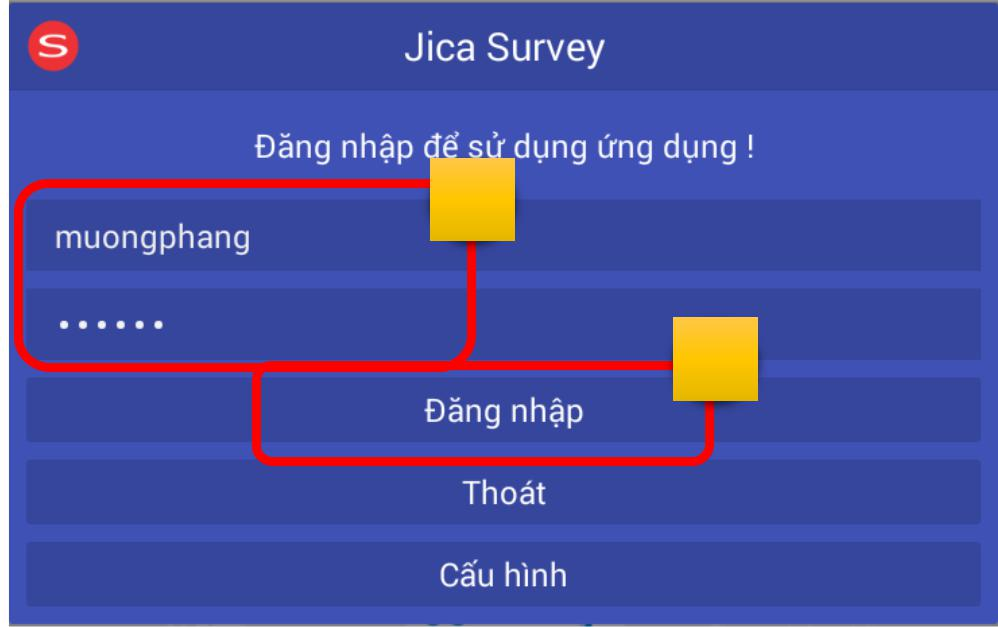 S
Jica Survey
Đăng nhập để sử dụng ứng dụng !
muongphang
••••••
Đăng nhập
Thoát
Cấu hình